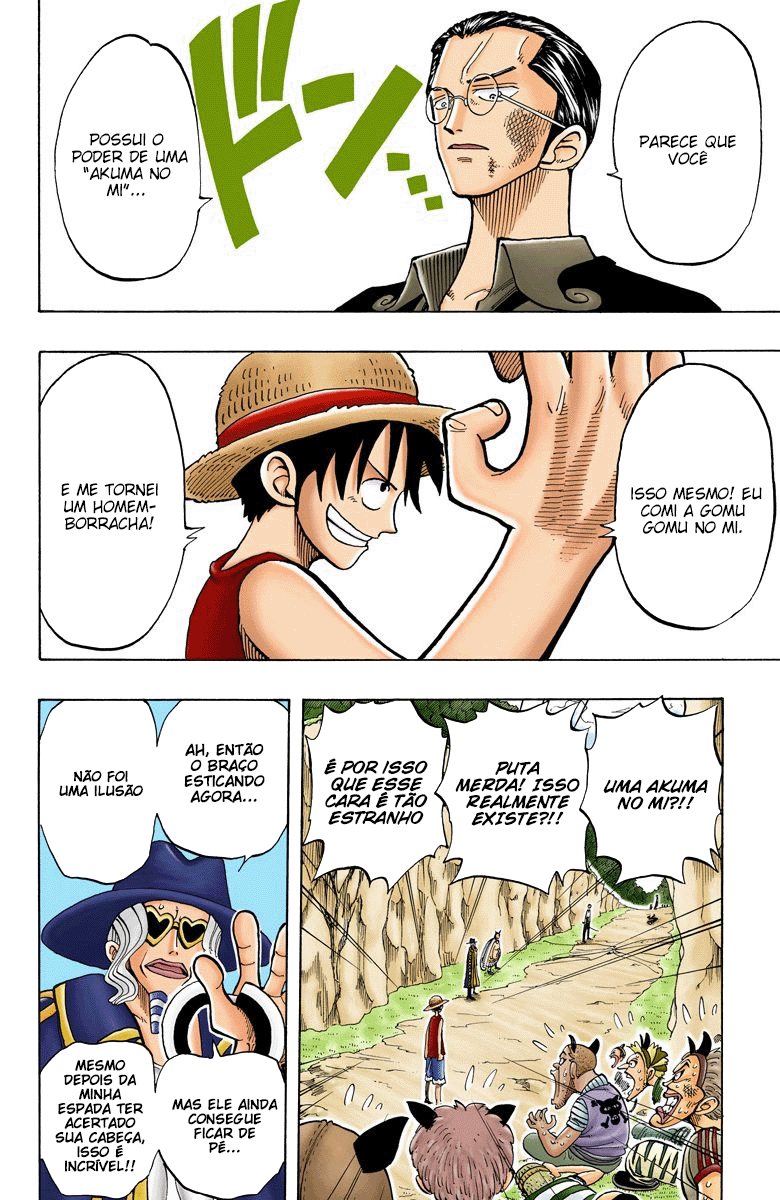 PARECE QUE
VOCÊ
ドン...
POSSUI O
PODER DE UMA
"AKUMA NO
MI"...
ISSO MESMO! EU
COMI A GOMU
GOMU NO MI.
E ME TORNEI
UM HOMEM-
BORRACHA!
UMA AKUMA
NO MI?!!
PUTA
MERDA! ISSO
REALMENTE
EXISTE?!!
É POR ISSO
QUE ESSE
CARA É TÃO
ESTRANHO
AH, ENTÃO
O BRAÇO
ESTICANDO
AGORA...
NÃO FOI
UMA ILUSÃO
MAS ELE AINDA
CONSEGUE
FICAR DE
PÉ...
MESMO
DEPOIS DA
MINHA
ESPADA TER
ACERTADO
SUA CABEÇA,
ISSO É
INCRÍVEL!!